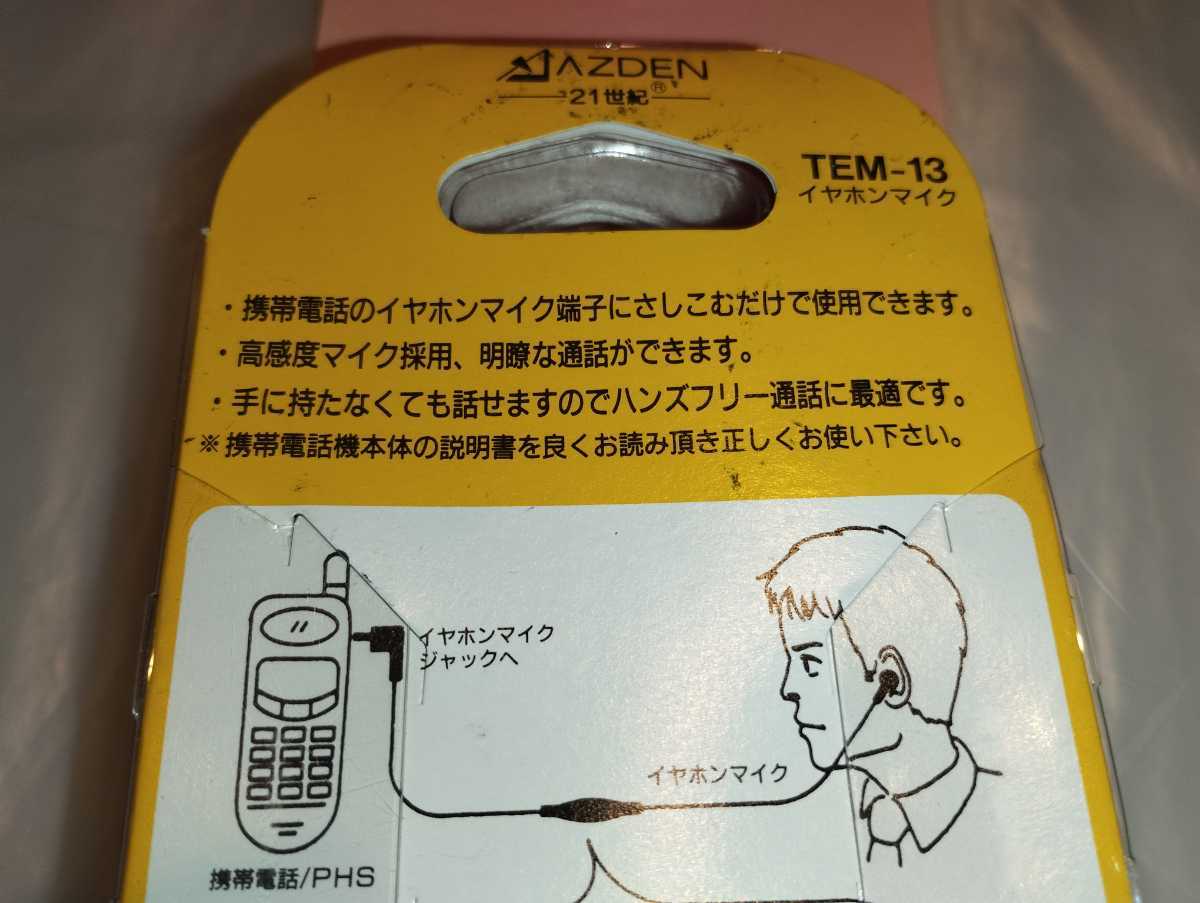 AZDEN
21世紀®
TEM-13
イヤホンマイク
・携帯電話のイヤホンマイク端子にさしこむだけで使用できます。
・高感度マイク採用、明瞭な通話ができます。
・手に持たなくても話せますのでハンズフリー通話に最適です。
※携帯電話機本体の説明書を良くお読み頂き正しくお使い下さい。
イヤホンマイク
ジャックへ
イヤホンマイク
携帯電話/PHS